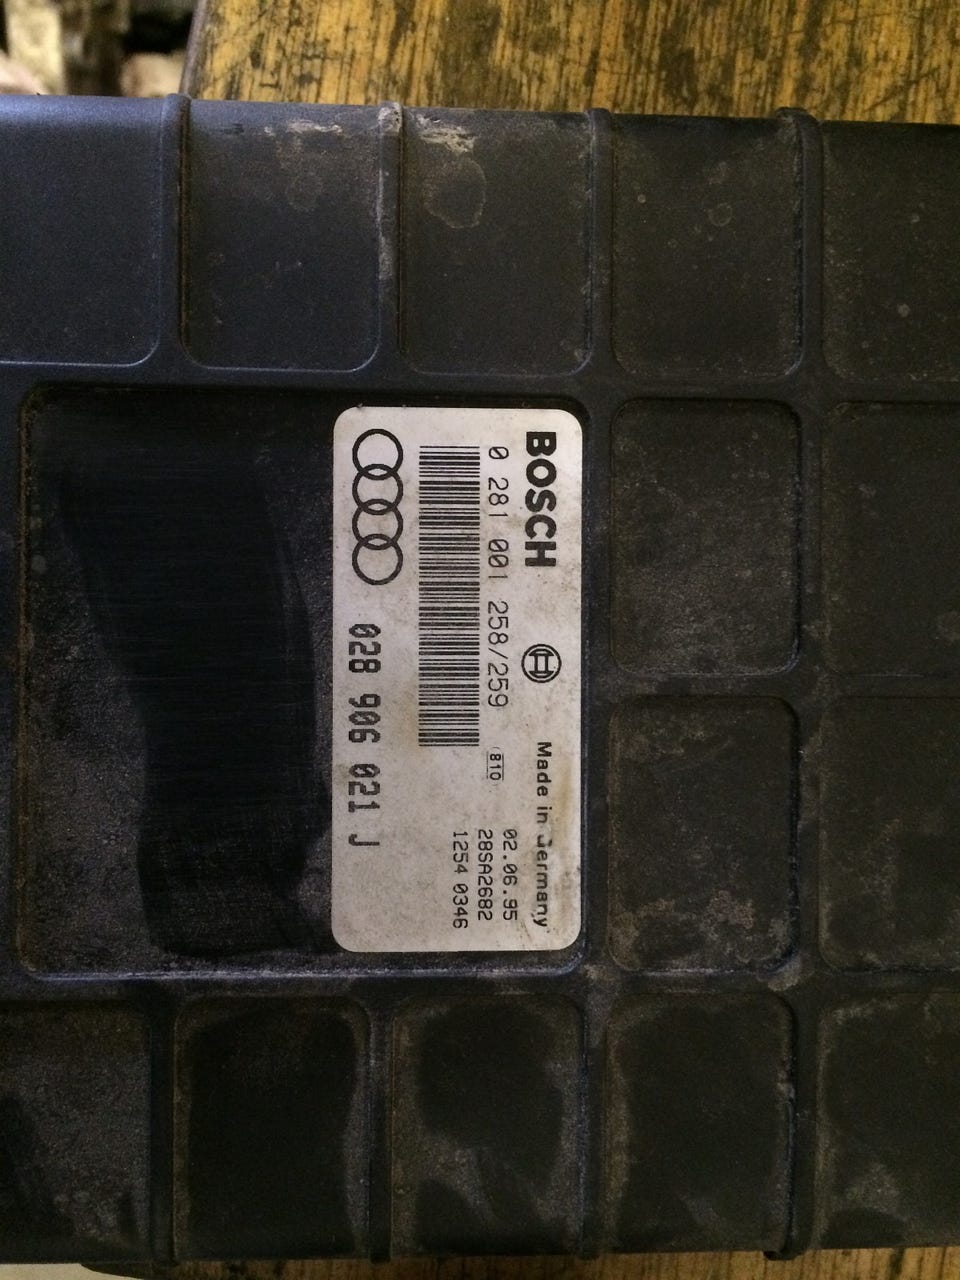 BOSCH Made in Germany
0 281 001 258/259 810 02.06.95
28SA2682
1254 0346
028 906 021 J